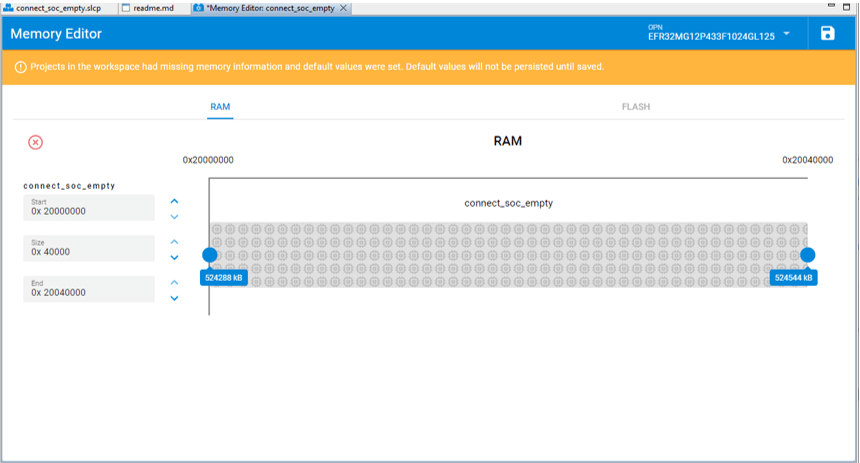 connect_soc_empty.slcp
readme.md
*Memory Editor: connect_soc_empty
Memory Editor
OPN
EFR32MG12P433F1024GL125
Projects in the workspace had missing memory information and default values were set. Default values will not be persisted until saved.
RAM
FLASH
RAM
0x20000000
0x20040000
connect_soc_empty
Start
0x 20000000
Size
0x 40000
End
0x 20040000
connect_soc_empty
524288 kB
524544 kB